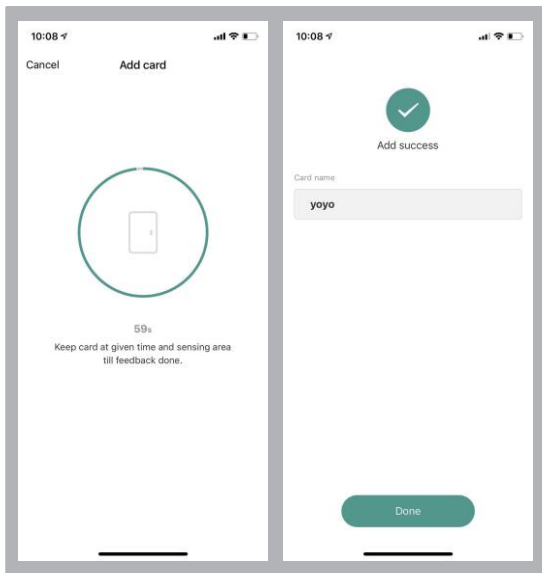 10:08
Cancel
Add card
59s
Keep card at given time and sensing area
till feedback done.
10:08
Add success
Card name
yoyo
Done